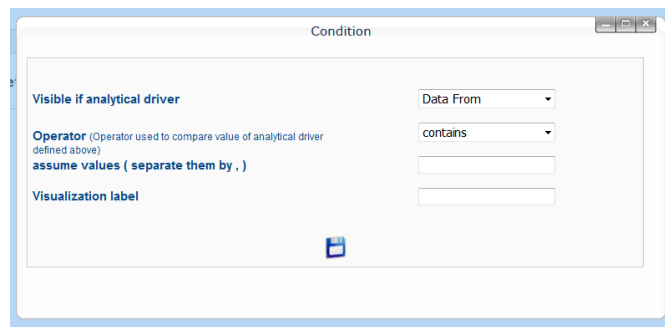 Condition
Visible if analytical driver Data From
Operator (Operator used to compare value of analytical driver contains
defined above)
assume values ( separate them by , )
Visualization label